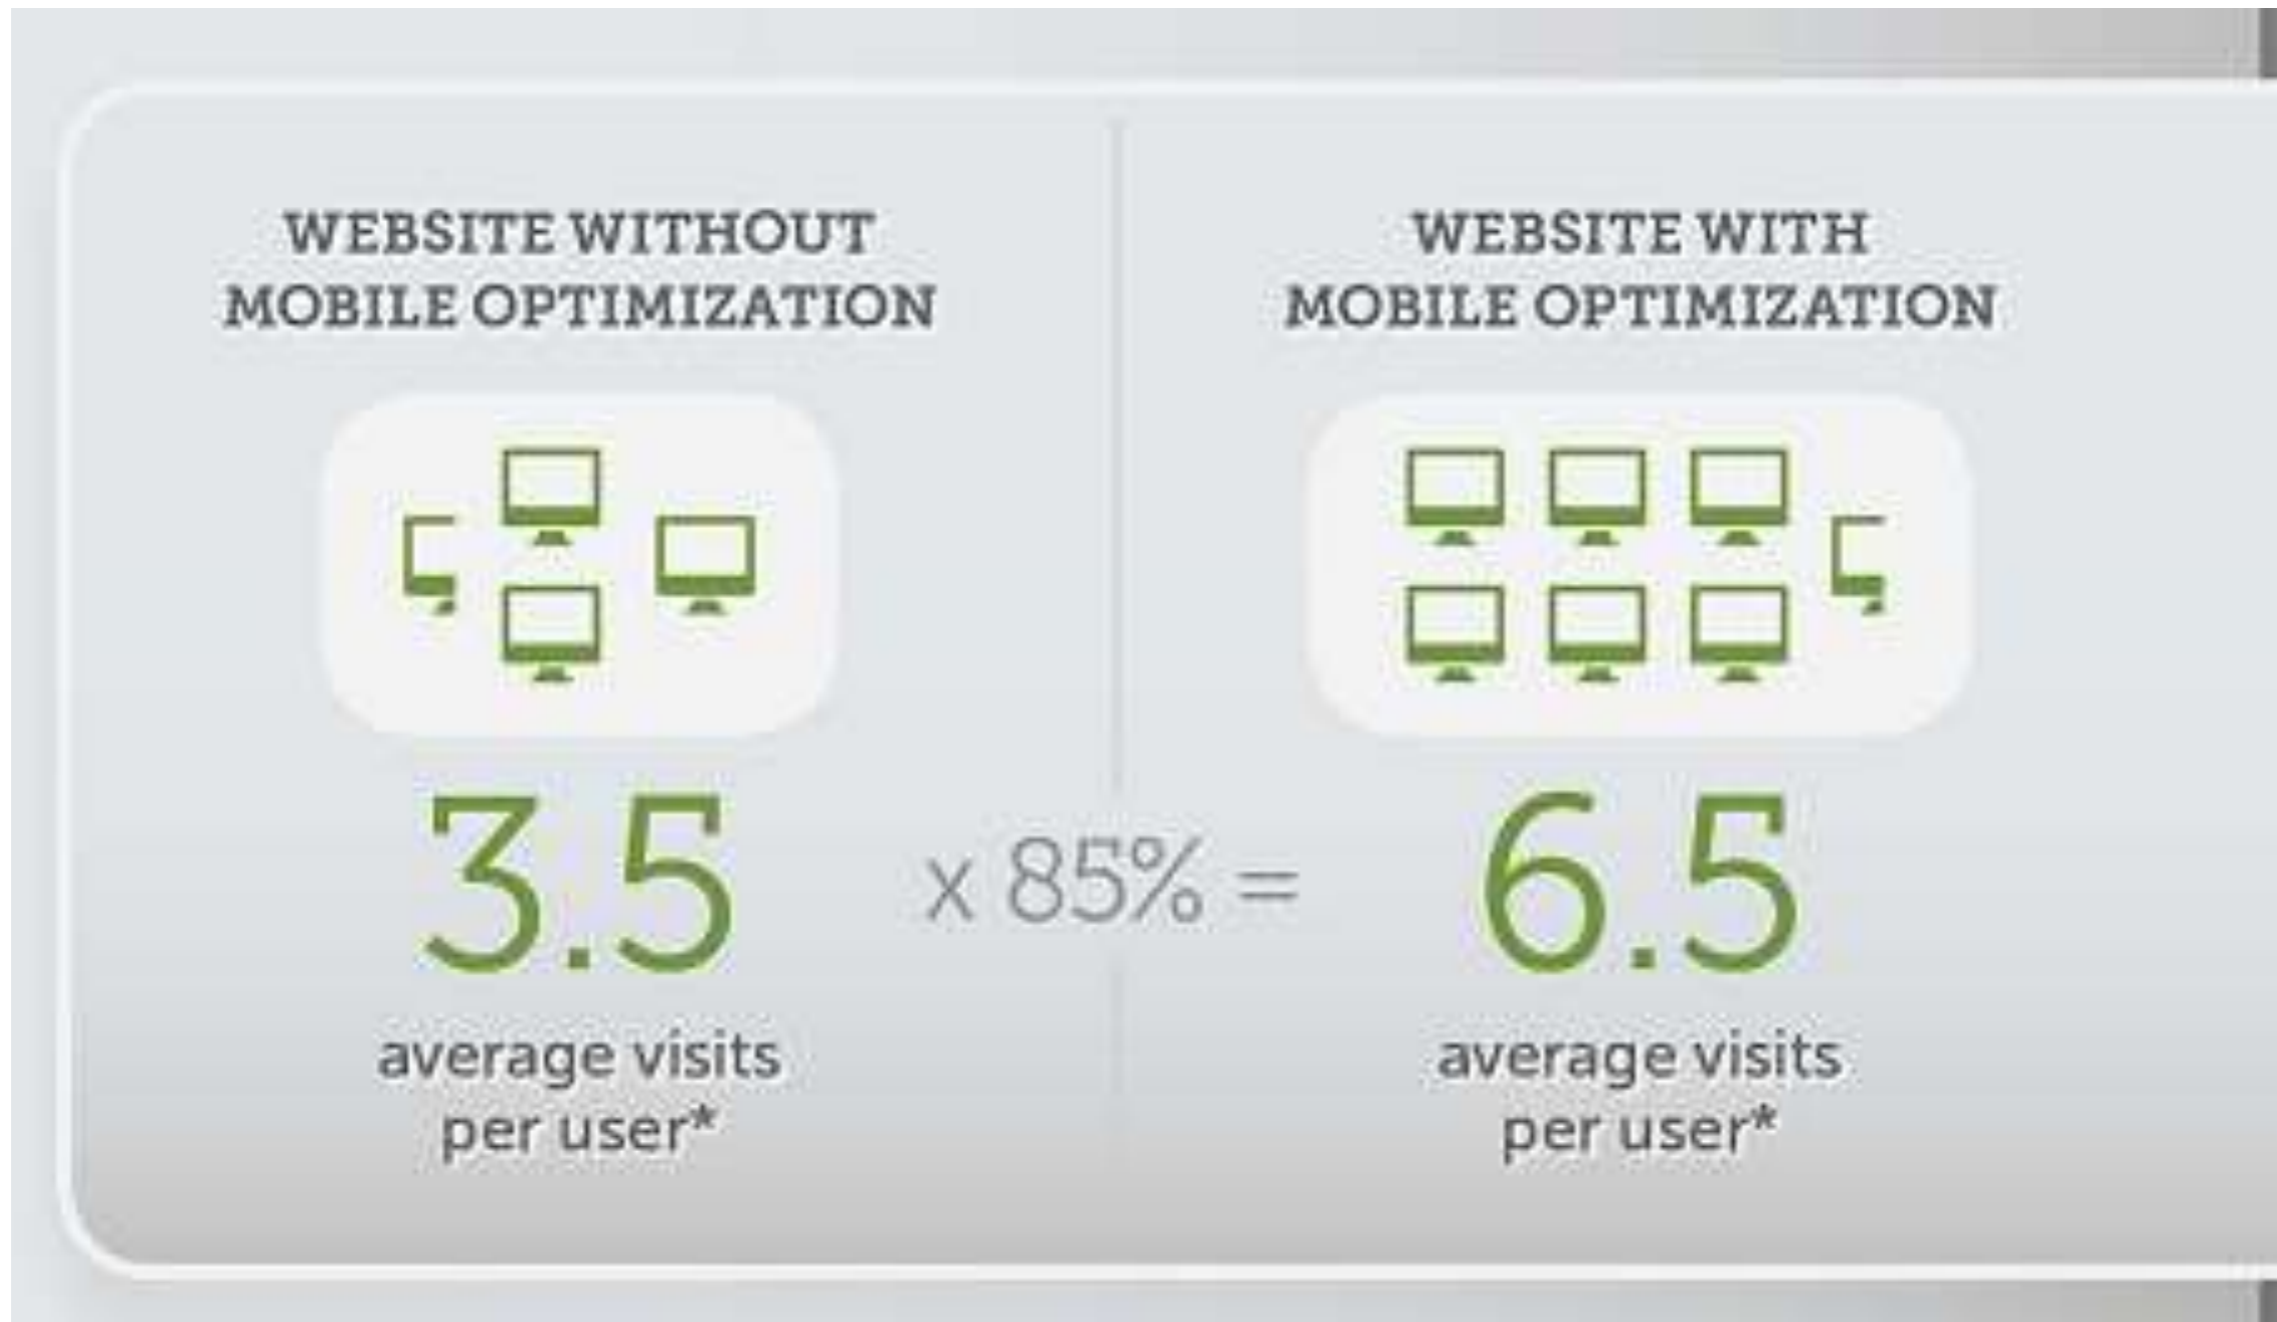 WEBSITE WITHOUT
MOBILE OPTIMIZATION
3.5
average visits
per user*
x 85% =
WEBSITE WITH
MOBILE OPTIMIZATION
6.5
average visits
per user*